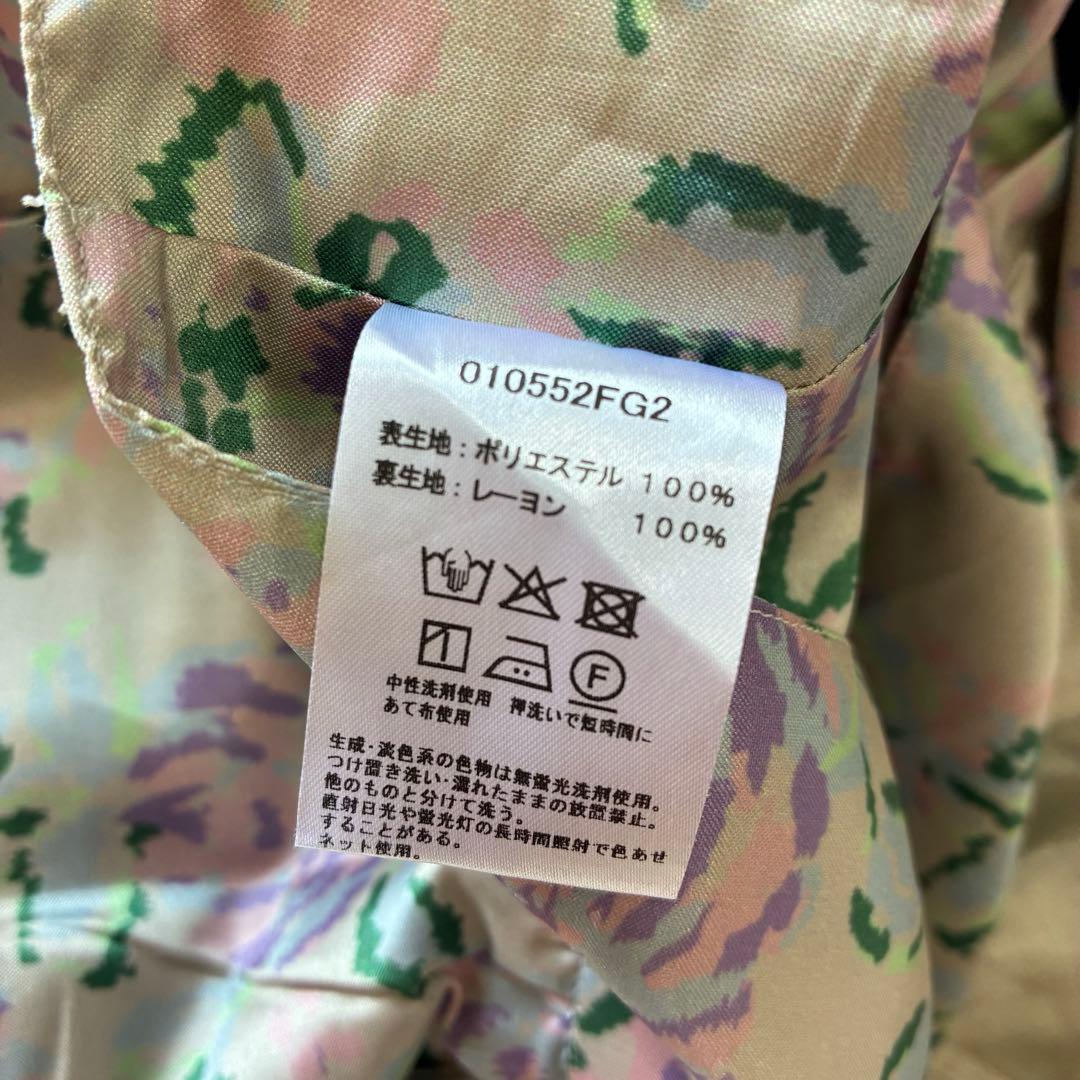 010552FG2
表生地：ポリエステル 100%
裏生地：レーヨン 100%
F
中性洗剤使用 押洗いで短時間に
あて布使用
生成・淡色系の色物は無蛍光洗剤使用。
つけ置き洗い・濡れたままの放置禁止。
他のものと分けて洗う。
直射日光や蛍光灯の長時間照射で色あせ
することがある。
ネット使用。